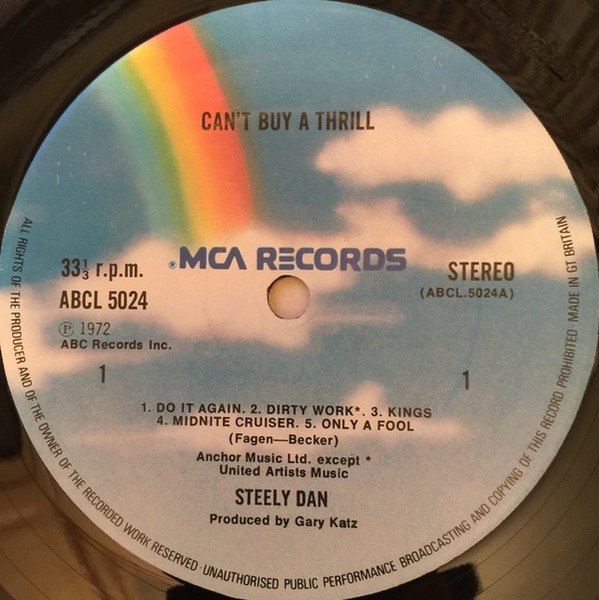 CAN'T BUY A THRILL
®MCA RECORDS
33⅓ r.p.m.
ABCL 5024
Ⓟ 1972
ABC Records Inc.
1
STEREO
(ABCL.5024A)
1
1. DO IT AGAIN. 2. DIRTY WORK*. 3. KINGS
4. MIDNITE CRUISER. 5. ONLY A FOOL
(Fagen—Becker)
Anchor Music Ltd. except *
United Artists Music
STEELY DAN
Produced by Gary Katz
ALL RIGHTS OF THE PRODUCER AND OF THE OWNER OF THE RECORDED WORK RESERVED · UNAUTHORISED PUBLIC PERFORMANCE BROADCASTING AND COPYING OF THIS RECORD PROHIBITED MADE IN GT BRITAIN